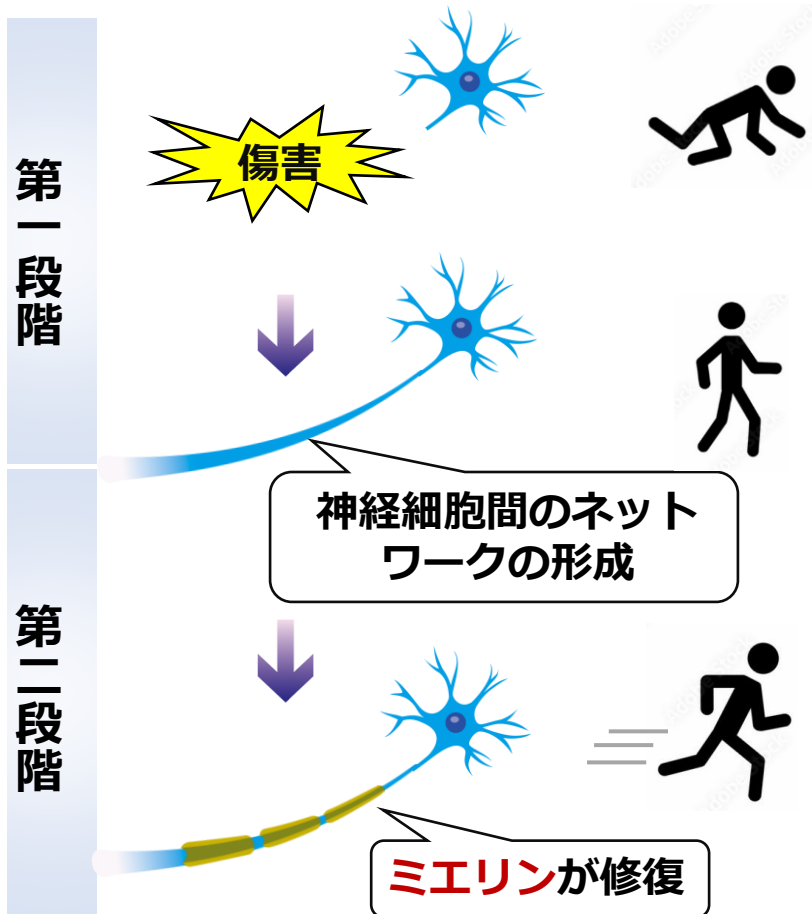 第一段階
傷害
神経細胞間のネット
ワークの形成
第二段階
ミエリンが修復